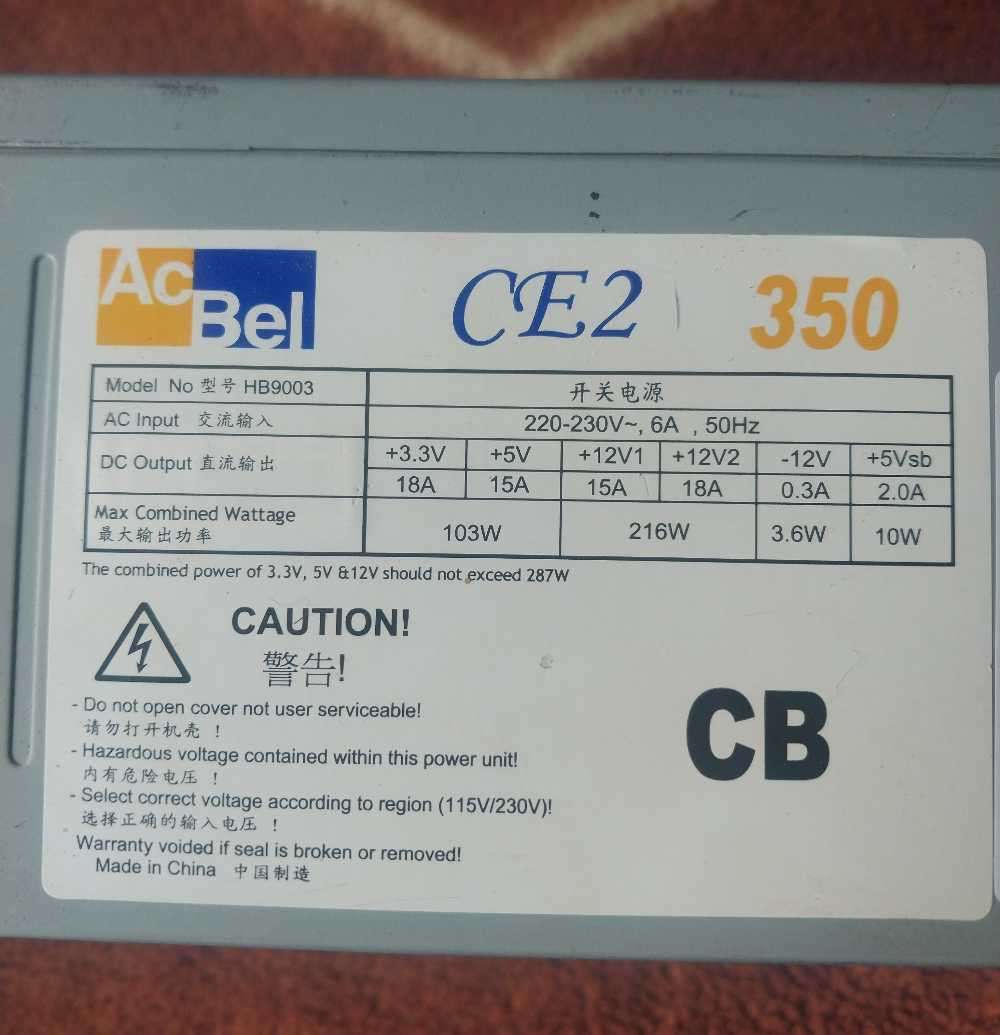 AcBel CE2 350
Model No 型号 HB9003 开关电源
AC Input 交流输入 220-230V~, 6A , 50Hz
DC Output 直流输出 +3.3V +5V +12V1 +12V2 -12V +5Vsb
18A 15A 15A 18A 0.3A 2.0A
Max Combined Wattage
最大输出功率 103W 216W 3.6W 10W
The combined power of 3.3V, 5V &12V should not exceed 287W
CAUTION!
警告!
- Do not open cover not user serviceable!
请勿打开机壳 !
- Hazardous voltage contained within this power unit!
内有危险电压 !
- Select correct voltage according to region (115V/230V)!
选择正确的输入电压 !
Warranty voided if seal is broken or removed!
Made in China 中国制造
CB